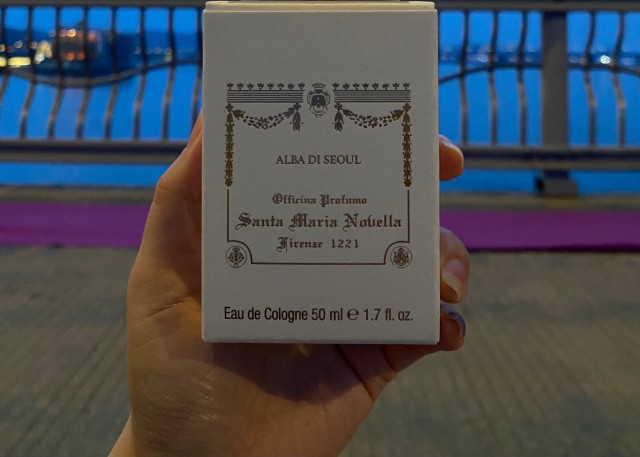 ALBA DI SEOUL
Officina Profumo
Santa Maria Novella
Firenze 1221
Eau de Cologne 50 ml ℮ 1.7 fl. oz.